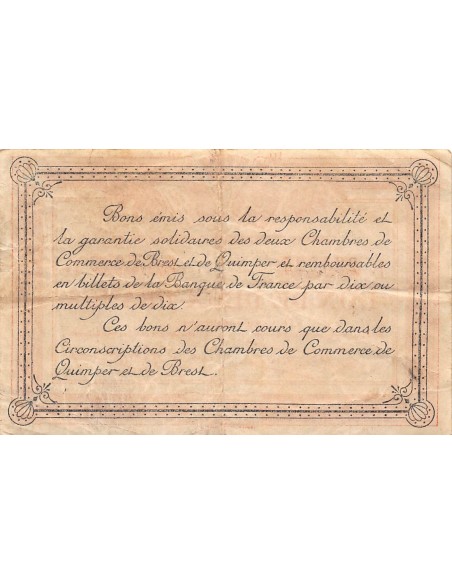 Bons émis sous la responsabilité et
la garantie solidaires des deux Chambres de
Commerce de Brest et de Quimper et remboursables
en billets de la Banque de France par dix ou
multiples de dix.
Ces bons n'auront cours que dans les
Circonscriptions des Chambres de Commerce de
Quimper et de Brest.